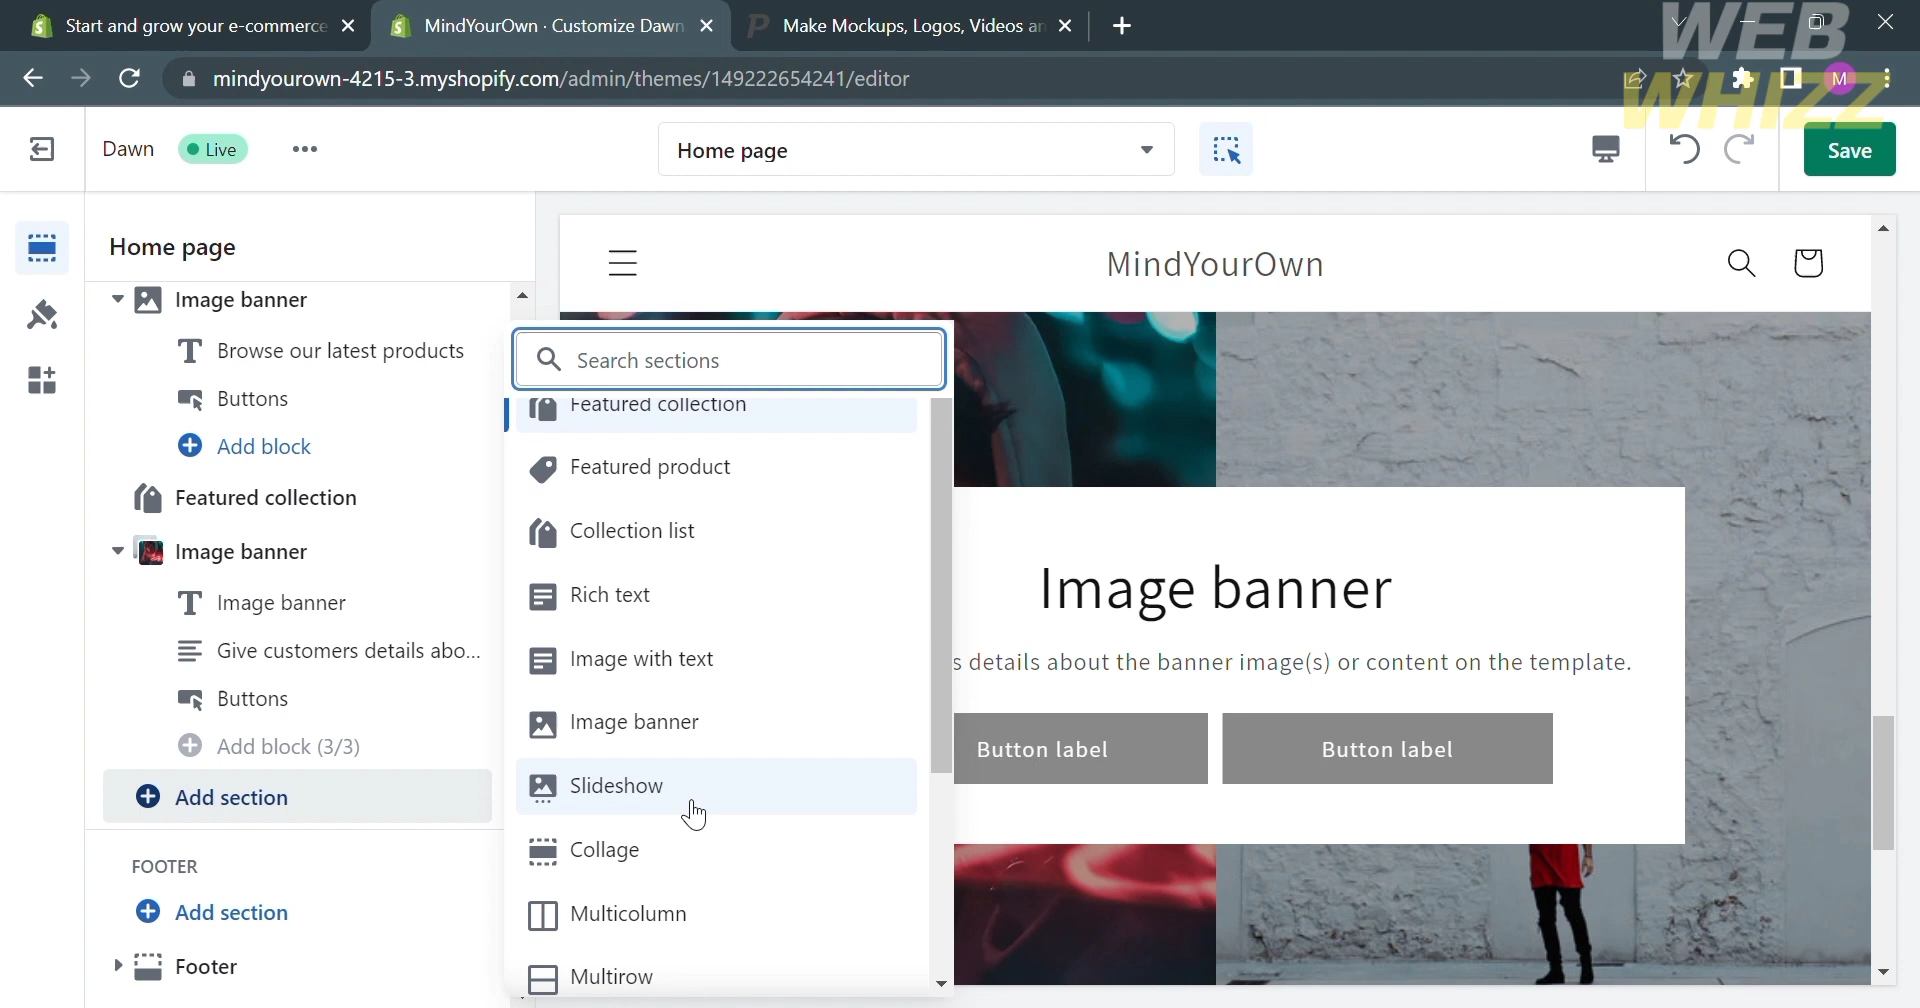 Start and grow your e-commerce
MindYourOwn · Customize Dawn
Make Mockups, Logos, Videos an
WEB
WHIZZ
mindyourown-4215-3.myshopify.com/admin/themes/149222654241/editor
M
Dawn
Live
Home page
Save
Home page
Image banner
Browse our latest products
Buttons
Add block
Featured collection
Image banner
Image banner
Give customers details abo...
Buttons
Add block (3/3)
Add section
FOOTER
Add section
Footer
Search sections
Featured collection
Featured product
Collection list
Rich text
Image with text
Image banner
Slideshow
Collage
Multicolumn
Multirow
MindYourOwn
Image banner
s details about the banner image(s) or content on the template.
Button label
Button label